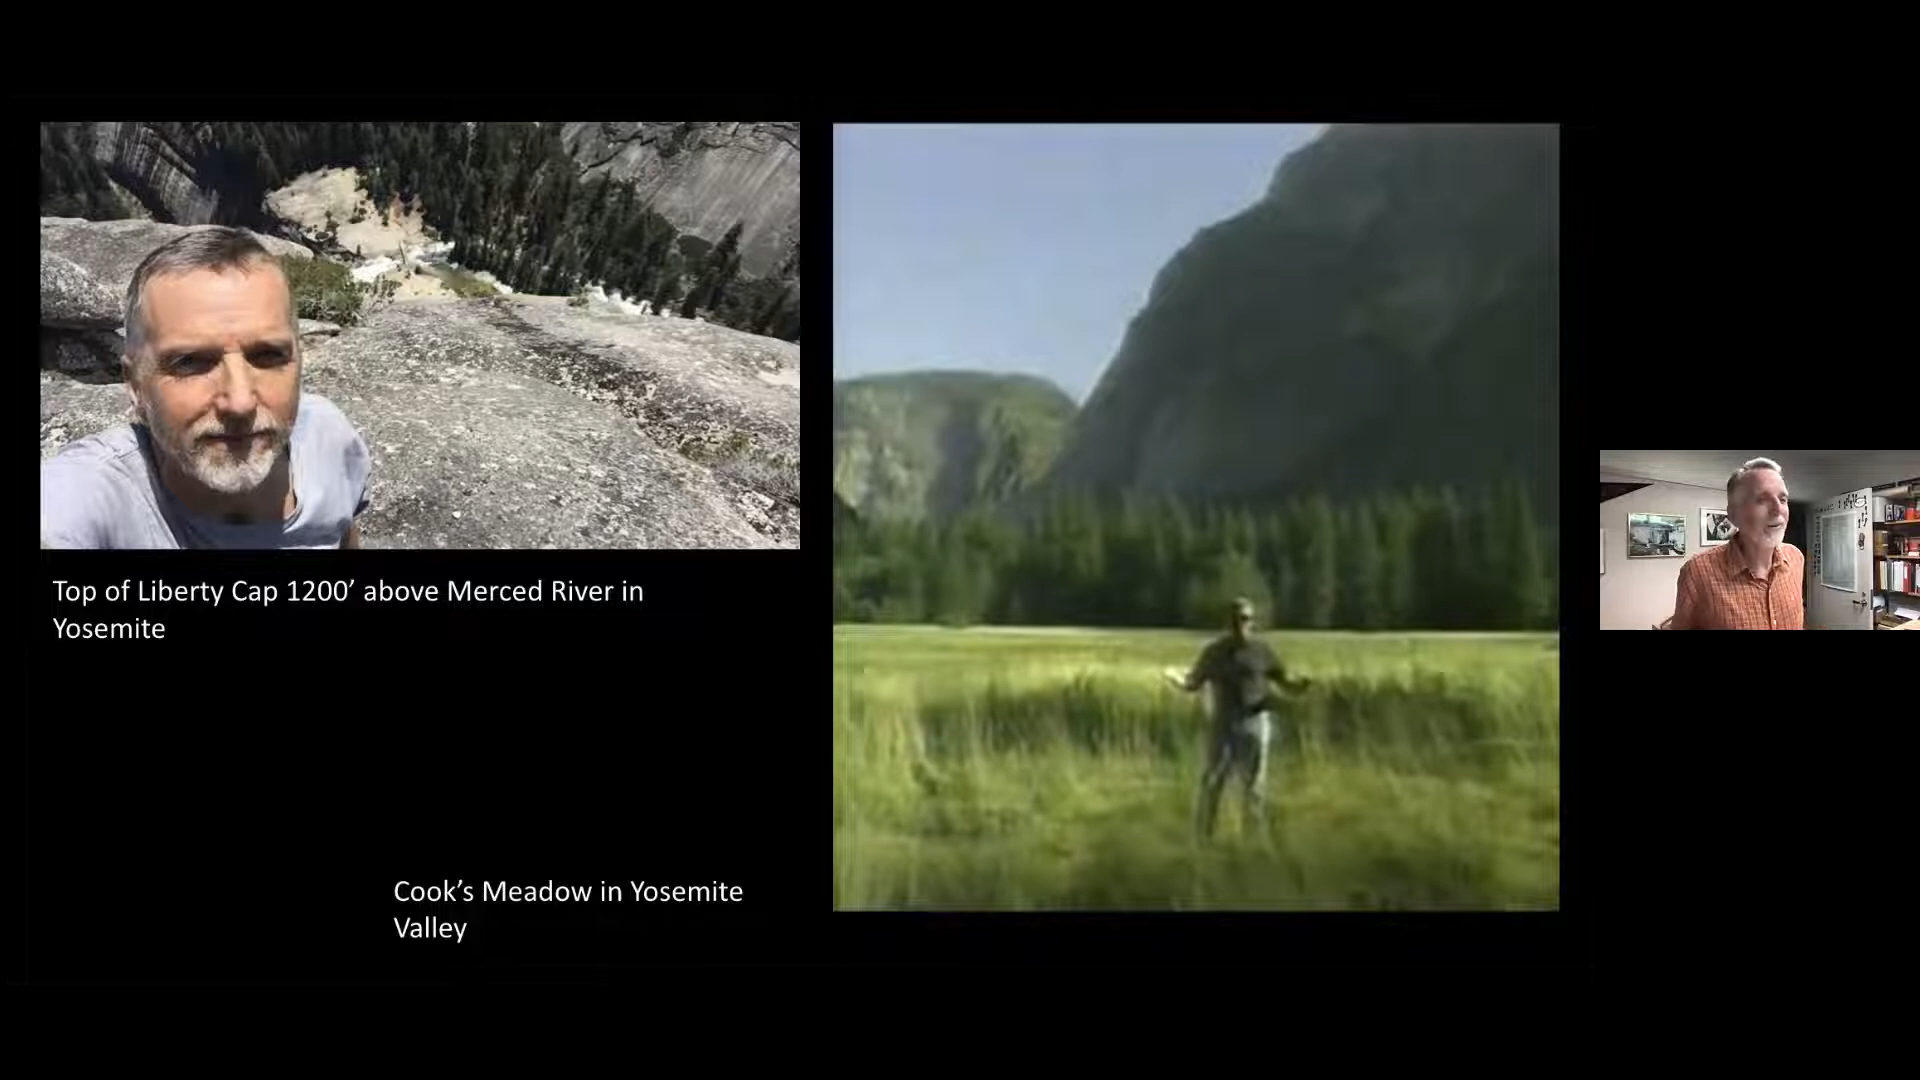 Top of Liberty Cap 1200’ above Merced River in
Yosemite
Cook’s Meadow in Yosemite
Valley